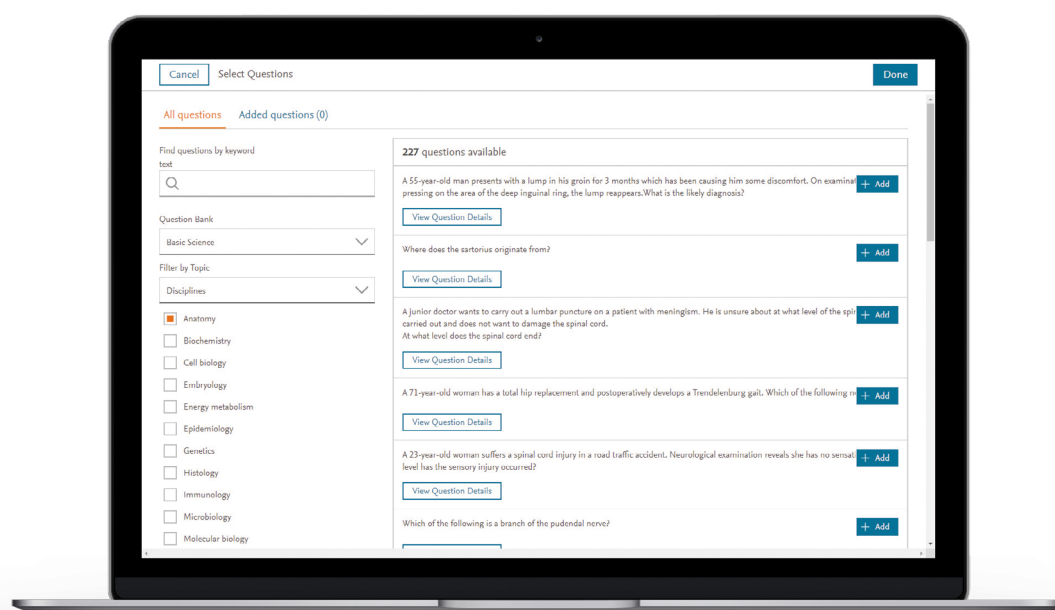 Cancel
Select Questions
Done
All questions
Added questions (0)
Find questions by keyword
text
Question Bank
Basic Science
Filter by Topic
Disciplines
Anatomy
Biochemistry
Cell biology
Embryology
Energy metabolism
Epidemiology
Genetics
Histology
Immunology
Microbiology
Molecular biology
227 questions available
A 55-year-old man presents with a lump in his groin for 3 months which has been causing him some discomfort. On examinat
+ Add
pressing on the area of the deep inguinal ring, the lump reappears.What is the likely diagnosis?
View Question Details
Where does the sartorius originate from?
+ Add
View Question Details
A junior doctor wants to carry out a lumbar puncture on a patient with meningism. He is unsure about at what level of the spi
+ Add
carried out and does not want to damage the spinal cord.
At what level does the spinal cord end?
View Question Details
A 71-year-old woman has a total hip replacement and postoperatively develops a Trendelenburg gait. Which of the following
+ Add
View Question Details
A 23-year-old woman suffers a spinal cord injury in a road traffic accident. Neurological examination reveals she has no sensat
+ Add
level has the sensory injury occurred?
View Question Details
Which of the following is a branch of the pudendal nerve?
+ Add